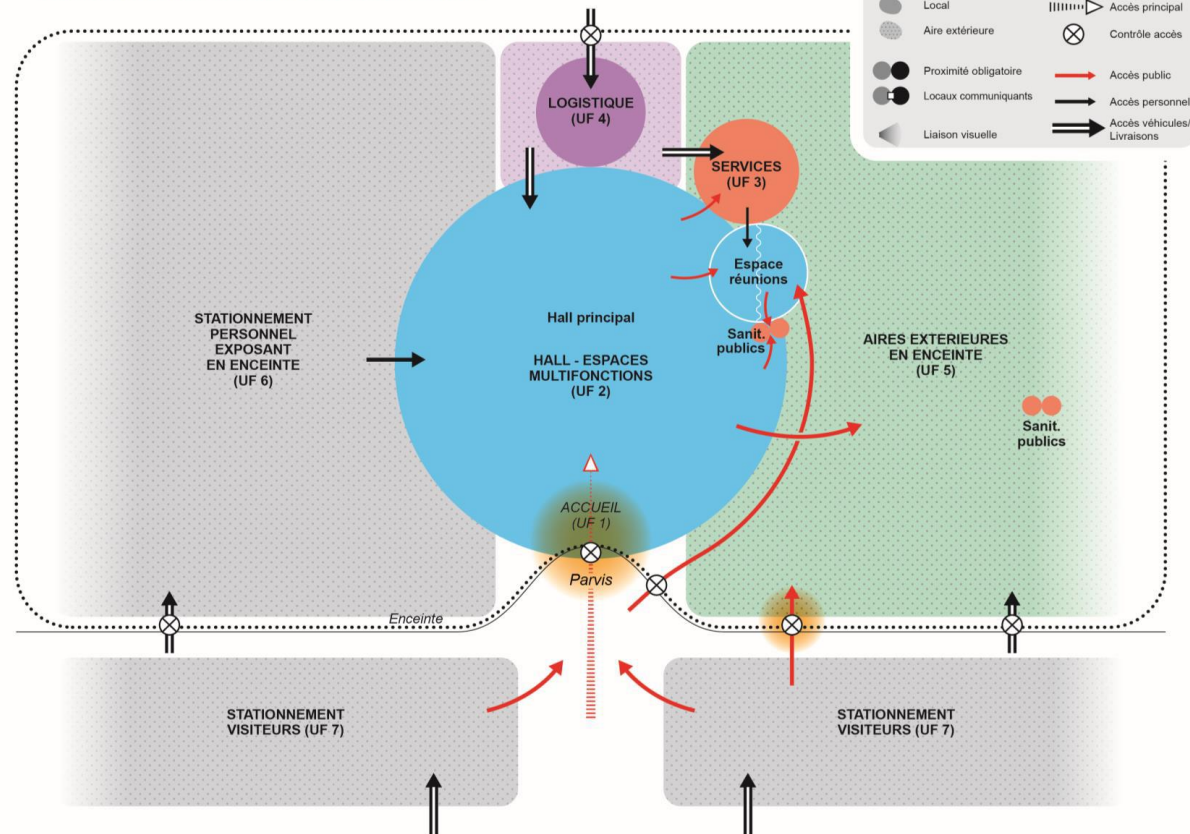 Local
Aire extérieure
Proximité obligatoire
Locaux communiquants
Liaison visuelle
Accès principal
Contrôle accès
Accès public
Accès personnel
Accès véhicules/
Livraisons
LOGISTIQUE
(UF 4)
SERVICES
(UF 3)
Espace
réunions
Sanit.
publics
STATIONNEMENT
PERSONNEL
EXPOSANT
EN ENCEINTE
(UF 6)
Hall principal
HALL - ESPACES
MULTIFONCTIONS
(UF 2)
AIRES EXTERIEURES
EN ENCEINTE
(UF 5)
Sanit.
publics
ACCUEIL
(UF 1)
Parvis
Enceinte
STATIONNEMENT
VISITEURS (UF 7)
STATIONNEMENT
VISITEURS (UF 7)